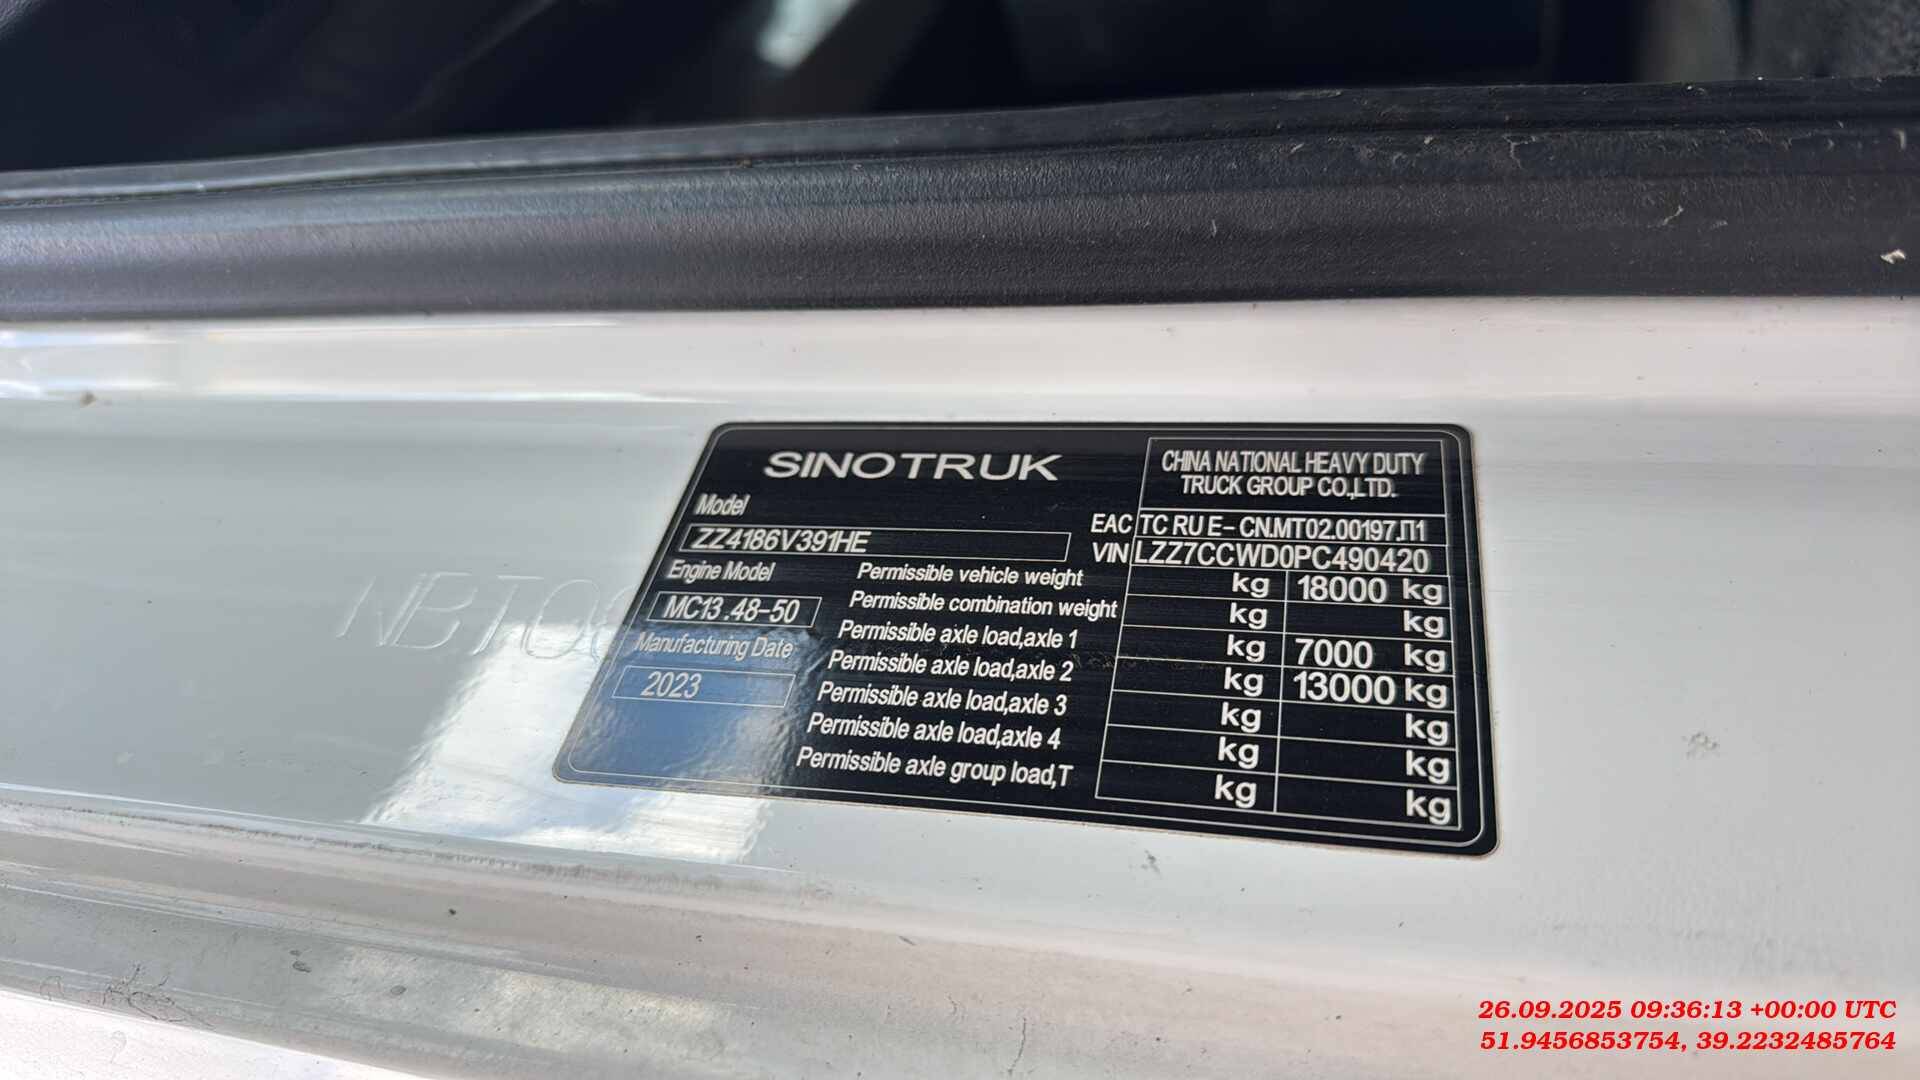 SINOTRUK
CHINA NATIONAL HEAVY DUTY
TRUCK GROUP CO.,LTD.
Model
ZZ4186V391HE
EAC TC RU E-CN.MT02.00197.П1
VIN LZZ7CCWD0PC490420
Engine Model
MC13.48-50
Manufacturing Date
2023
Permissible vehicle weight kg 18000 kg
Permissible combination weight kg kg
Permissible axle load,axle 1 kg 7000 kg
Permissible axle load,axle 2 kg 13000 kg
Permissible axle load,axle 3 kg kg
Permissible axle load,axle 4 kg kg
Permissible axle group load,T kg kg
26.09.2025 09:36:13 +00:00 UTC
51.9456853754, 39.2232485764